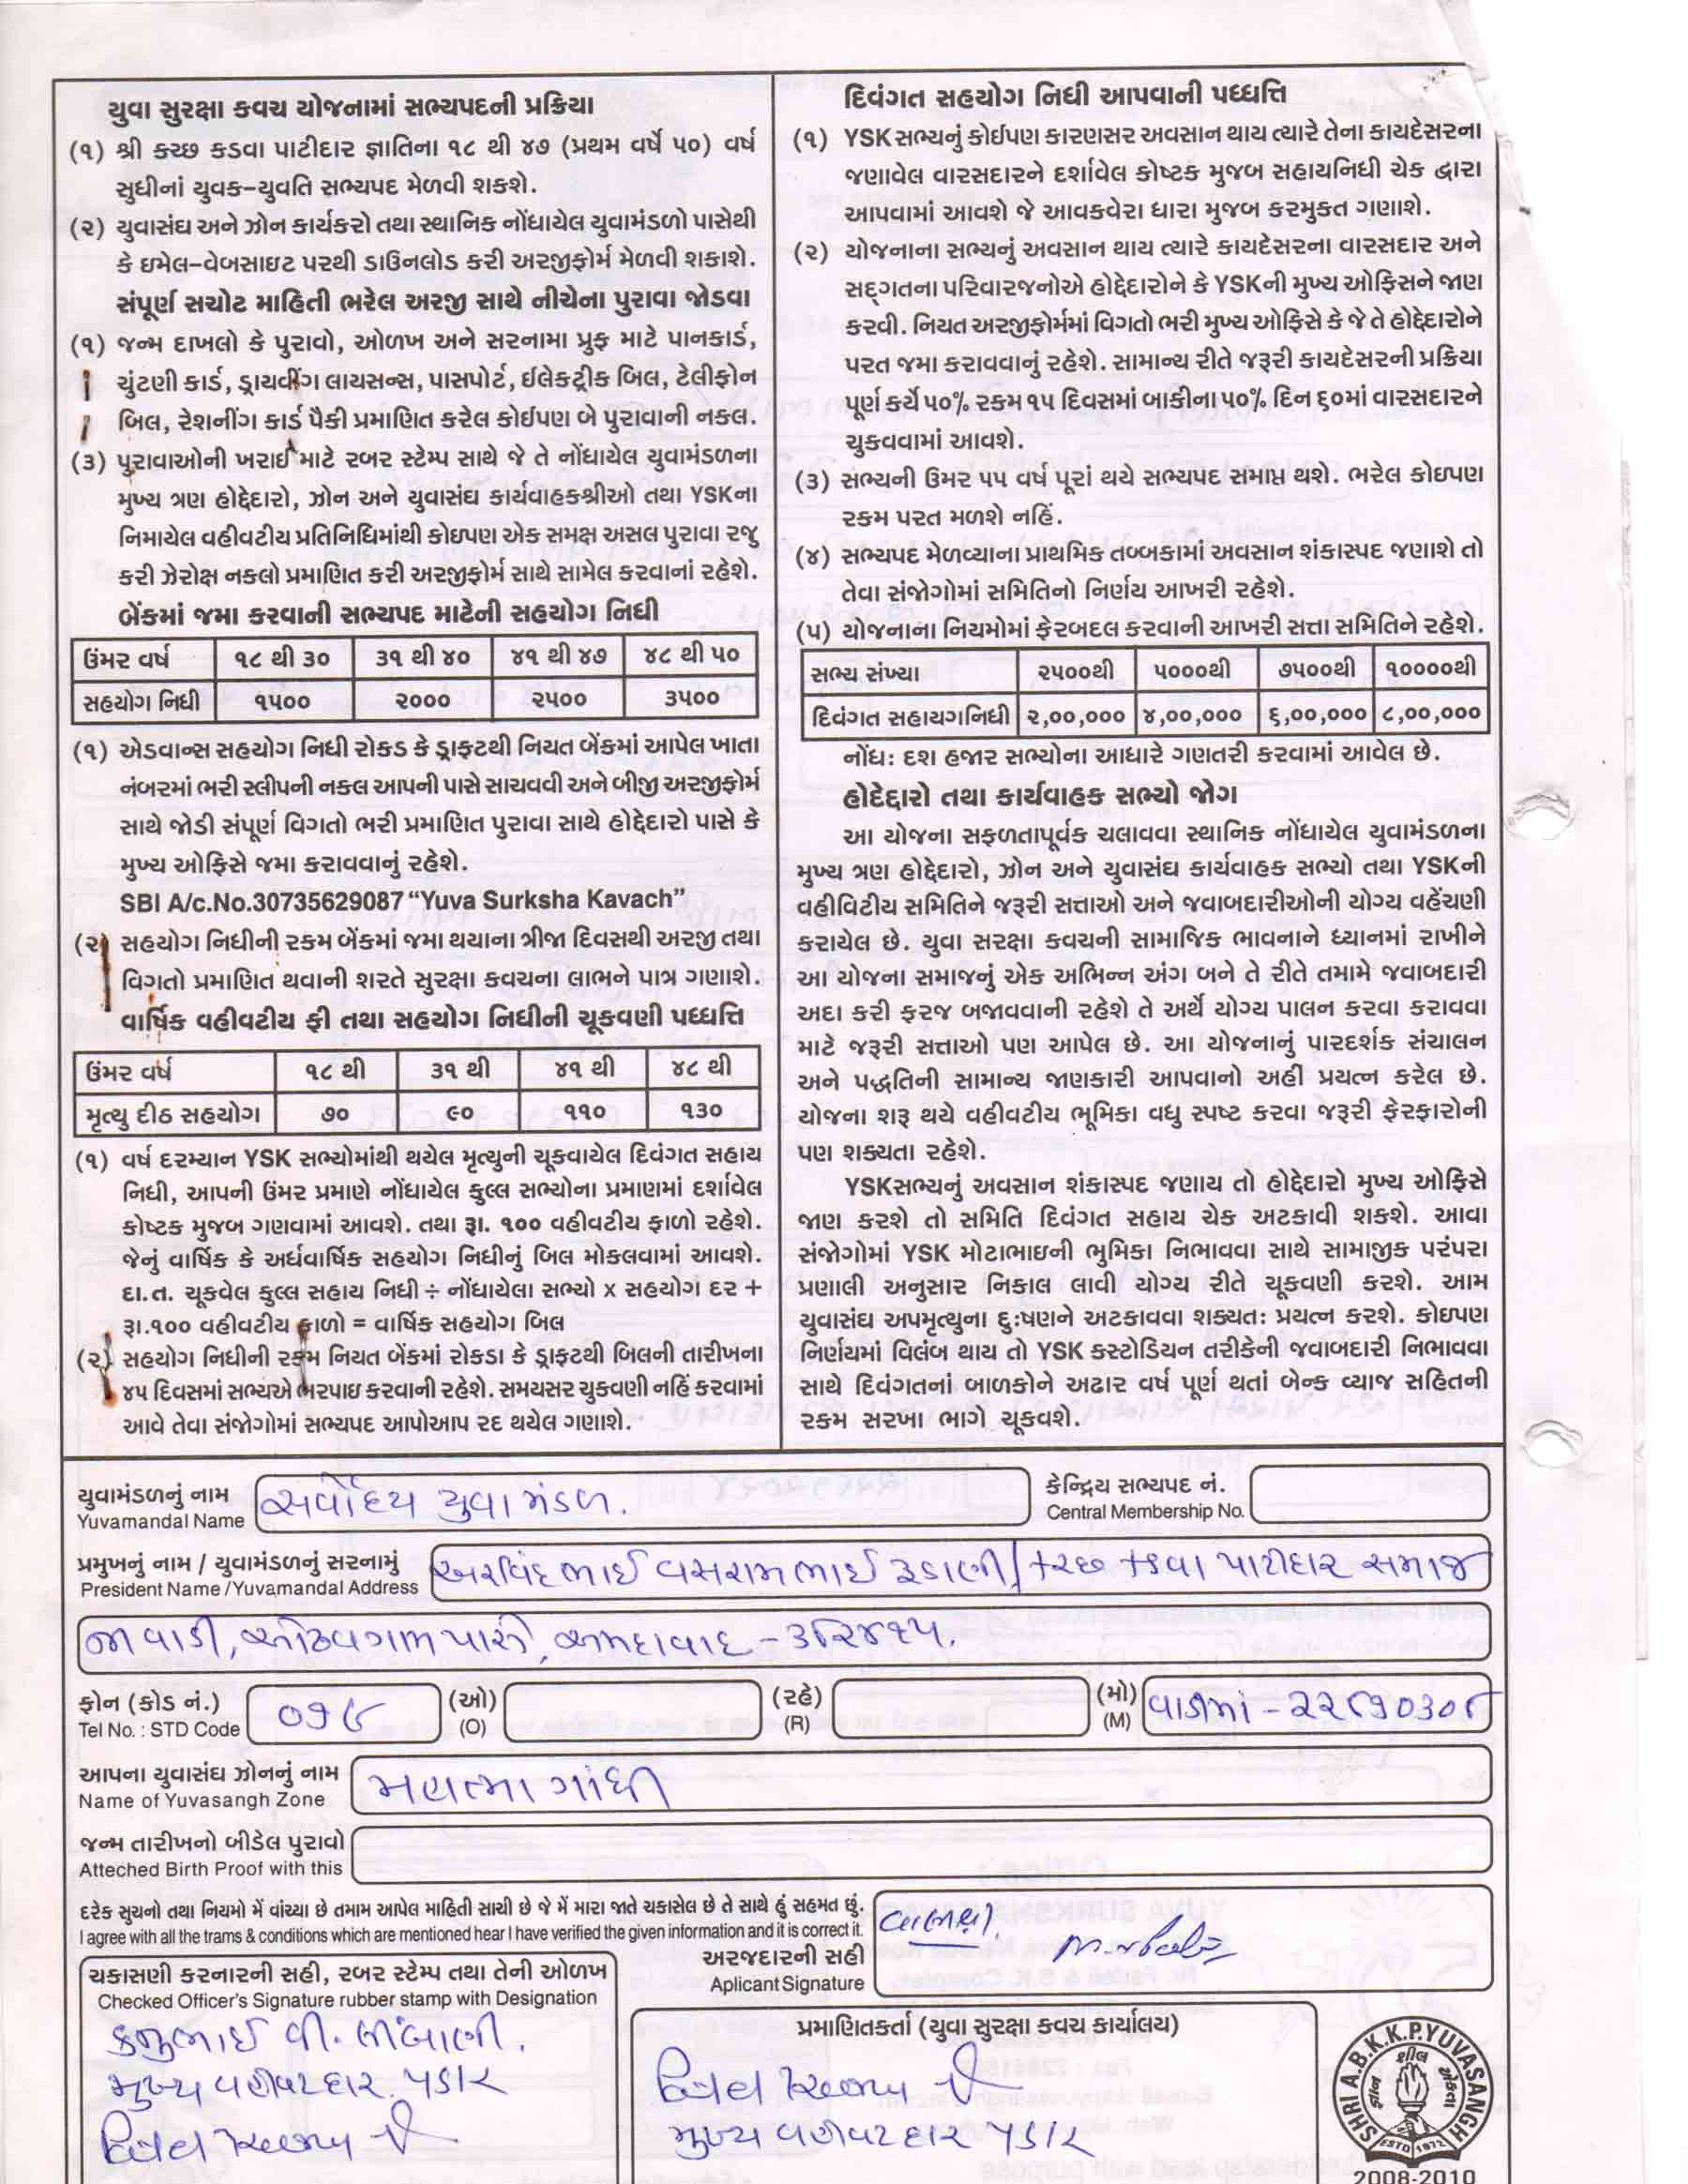 યુવા સુરક્ષા કવચ યોજનામાં સભ્યપદની પ્રક્રિયા
(૧) શ્રી કચ્છ કડવા પાટીદાર જ્ઞાતિના ૧૮ થી ૪૭ (પ્રથમ વર્ષે ૫૦) વર્ષ
સુધીનાં યુવક-યુવતિ સભ્યપદ મેળવી શકશે.
(૨) યુવાસંઘ અને ઝોન કાર્યકરો તથા સ્થાનિક નોંધાયેલ યુવામંડળો પાસેથી
કે ઇમેલ-વેબસાઇટ પરથી ડાઉનલોડ કરી અરજીફોર્મ મેળવી શકાશે.
સંપૂર્ણ સચોટ માહિતી ભરેલ અરજી સાથે નીચેના પુરાવા જોડવા
(૧) જન્મ દાખલો કે પુરાવો, ઓળખ અને સરનામા પ્રુફ માટે પાનકાર્ડ,
ચુંટણી કાર્ડ, ડ્રાયવીંગ લાયસન્સ, પાસપોર્ટ, ઈલેકટ્રીક બિલ, ટેલીફોન
બિલ, રેશનીંગ કાર્ડ પૈકી પ્રમાણિત કરેલ કોઈપણ બે પુરાવાની નકલ.
(૩) પુરાવાઓની ખરાઈ માટે રબર સ્ટેમ્પ સાથે જે તે નોંધાયેલ યુવામંડળના
મુખ્ય ત્રણ હોદ્દેદારો, ઝોન અને યુવાસંઘ કાર્યવાહકશ્રીઓ તથા YSKના
નિમાયેલ વહીવટીય પ્રતિનિધિમાંથી કોઇપણ એક સમક્ષ અસલ પુરાવા રજુ
કરી ઝેરોક્ષ નકલો પ્રમાણિત કરી અરજીફોર્મ સાથે સામેલ કરવાનાં રહેશે.
બેંકમાં જમા કરવાની સભ્યપદ માટેની સહયોગ નિધી
ઉંમર વર્ષ ૧૮ થી ૩૦ ૩૧ થી ૪૦ ૪૧ થી ૪૭ ૪૮ થી ૫૦
સહયોગ નિધી ૧૫૦૦ ૨૦૦૦ ૨૫૦૦ ૩૫૦૦
(૧) એડવાન્સ સહયોગ નિધી રોકડ કે ડ્રાફટથી નિયત બેંકમાં આપેલ ખાતા
નંબરમાં ભરી સ્લીપની નકલ આપની પાસે સાચવવી અને બીજી અરજીફોર્મ
સાથે જોડી સંપૂર્ણ વિગતો ભરી પ્રમાણિત પુરાવા સાથે હોદ્દેદારો પાસે કે
મુખ્ય ઓફિસે જમા કરાવવાનું રહેશે.
SBI A/c.No.30735629087 “Yuva Surksha Kavach”
(૨) સહયોગ નિધીની રકમ બેંકમાં જમા થયાના ત્રીજા દિવસથી અરજી તથા
વિગતો પ્રમાણિત થવાની શરતે સુરક્ષા કવચના લાભને પાત્ર ગણાશે.
વાર્ષિક વહીવટીય ફી તથા સહયોગ નિધીની ચૂકવણી પધ્ધત્તિ
ઉંમર વર્ષ ૧૮ થી ૩૧ થી ૪૧ થી ૪૮ થી
મૃત્યુ દીઠ સહયોગ ૭૦ ૯૦ ૧૧૦ ૧૩૦
(૧) વર્ષ દરમ્યાન YSK સભ્યોમાંથી થયેલ મૃત્યુની ચૂકવાયેલ દિવંગત સહાય
નિધી, આપની ઉંમર પ્રમાણે નોંધાયેલ કુલ્લ સભ્યોના પ્રમાણમાં દર્શાવેલ
કોષ્ટક મુજબ ગણવામાં આવશે. તથા રૂા. ૧૦૦ વહીવટીય ફાળો રહેશે.
જેનું વાર્ષિક કે અર્ધવાર્ષિક સહયોગ નિધીનું બિલ મોકલવામાં આવશે.
દા.ત. ચૂકવેલ કુલ્લ સહાય નિધી ÷ નોંધાયેલા સભ્યો x સહયોગ દર +
રૂા.૧૦૦ વહીવટીય ફાળો = વાર્ષિક સહયોગ બિલ
(૨) સહયોગ નિધીની રકમ નિયત બેંકમાં રોકડા કે ડ્રાફટથી બિલની તારીખના
૪૫ દિવસમાં સભ્યએ ભરપાઇ કરવાની રહેશે. સમયસર ચુકવણી નહિં કરવામાં
આવે તેવા સંજોગોમાં સભ્યપદ આપોઆપ રદ થયેલ ગણાશે.
દિવંગત સહયોગ નિધી આપવાની પધ્ધત્તિ
(૧) YSK સભ્યનું કોઈપણ કારણસર અવસાન થાય ત્યારે તેના કાયદેસરના
જણાવેલ વારસદારને દર્શાવેલ કોષ્ટક મુજબ સહાયનિધી ચેક દ્વારા
આપવામાં આવશે જે આવકવેરા ધારા મુજબ કરમુકત ગણાશે.
(૨) યોજનાના સભ્યનું અવસાન થાય ત્યારે કાયદેસરના વારસદાર અને
સદ્ગતના પરિવારજનોએ હોદ્દેદારોને કે YSKની મુખ્ય ઓફિસને જાણ
કરવી. નિયત અરજીફોર્મમાં વિગતો ભરી મુખ્ય ઓફિસે કે જે તે હોદ્દેદારોને
પરત જમા કરાવવાનું રહેશે. સામાન્ય રીતે જરૂરી કાયદેસરની પ્રક્રિયા
પૂર્ણ કર્યે ૫૦% રકમ ૧૫ દિવસમાં બાકીના ૫૦% દિન ૬૦માં વારસદારને
ચુકવવામાં આવશે.
(૩) સભ્યની ઉંમર ૫૫ વર્ષ પૂરાં થયે સભ્યપદ સમાપ્ત થશે. ભરેલ કોઇપણ
રકમ પરત મળશે નહિં.
(૪) સભ્યપદ મેળવ્યાના પ્રાથમિક તબ્બકામાં અવસાન શંકાસ્પદ જણાશે તો
તેવા સંજોગોમાં સમિતિનો નિર્ણય આખરી રહેશે.
(૫) યોજનાના નિયમોમાં ફેરબદલ કરવાની આખરી સત્તા સમિતિને રહેશે.
સભ્ય સંખ્યા ૨૫૦૦થી ૫૦૦૦થી ૭૫૦૦થી ૧૦૦૦૦થી
દિવંગત સહાયગનિધી ૨,૦૦,૦૦૦ ૪,૦૦,૦૦૦ ૬,૦૦,૦૦૦ ૮,૦૦,૦૦૦
નોંધ: દશ હજાર સભ્યોના આધારે ગણતરી કરવામાં આવેલ છે.
હોદેદારો તથા કાર્યવાહક સભ્યો જોગ
આ યોજના સફળતાપૂર્વક ચલાવવા સ્થાનિક નોંધાયેલ યુવામંડળના
મુખ્ય ત્રણ હોદ્દેદારો, ઝોન અને યુવાસંઘ કાર્યવાહક સભ્યો તથા YSKની
વહીવિટીય સમિતિને જરૂરી સત્તાઓ અને જવાબદારીઓની યોગ્ય વહેંચણી
કરાયેલ છે. યુવા સરક્ષા કવચની સામાજિક ભાવનાને ધ્યાનમાં રાખીને
આ યોજના સમાજનું એક અભિન્ન અંગ બને તે રીતે તમામે જવાબદારી
અદા કરી ફરજ બજાવવાની રહેશે તે અર્થે યોગ્ય પાલન કરવા કરાવવા
માટે જરૂરી સત્તાઓ પણ આપેલ છે. આ યોજનાનું પારદર્શક સંચાલન
અને પદ્ધતિની સામાન્ય જાણકારી આપવાનો અહીં પ્રયત્ન કરેલ છે.
યોજના શરૂ થયે વહીવટીય ભૂમિકા વધુ સ્પષ્ટ કરવા જરૂરી ફેરફારોની
પણ શક્યતા રહેશે.
YSKસભ્યનું અવસાન શંકાસ્પદ જણાય તો હોદ્દેદારો મુખ્ય ઓફિસે
જાણ કરશે તો સમિતિ દિવંગત સહાય ચેક અટકાવી શકશે. આવા
સંજોગોમાં YSK મોટાભાઇની ભુમિકા નિભાવવા સાથે સામાજીક પરંપરા
પ્રણાલી અનુસાર નિકાલ લાવી યોગ્ય રીતે ચૂકવણી કરશે. આમ
યુવાસંઘ અપમૃત્યુના દુ:ષણને અટકાવવા શક્યત: પ્રયત્ન કરશે. કોઇપણ
નિર્ણયમાં વિલંબ થાય તો YSK કસ્ટોડિયન તરીકેની જવાબદારી નિભાવવા
સાથે દિવંગતનાં બાળકોને અઢાર વર્ષ પૂર્ણ થતાં બેન્ક વ્યાજ સહિતની
રકમ સરખા ભાગે ચૂકવશે.
યુવામંડળનું નામ સર્વોદય યુવા મંડળ. કેન્દ્રિય સભ્યપદ નં.
Yuvamandal Name Central Membership No.
પ્રમુખનું નામ / યુવામંડળનું સરનામું અરવિંદભાઈ વસરામભાઈ રૂડાણી / કચ્છ કડવા પાટીદાર સમાજ
President Name /Yuvamandal Address
વાડી, અમદાવાદ - ૩૮૨૪૧૫.
ફોન (કોડ નં.) ૦૭૯ (ઓ) (રહે) (મો) વાડીમાં - ૨૨૮૭૦૩૦૮
Tel No. : STD Code (O) (R) (M)
આપના યુવાસંઘ ઝોનનું નામ મહાત્મા ગાંધી
Name of Yuvasangh Zone
જન્મ તારીખનો બીડેલ પુરાવો
Atteched Birth Proof with this
દરેક સુચનો તથા નિયમો મેં વાંચ્યા છે તમામ આપેલ માહિતી સાચી છે જે મેં મારા જાતે ચકાસેલ છે તે સાથે હું સહમત છું.
I agree with all the trams & conditions which are mentioned hear I have verified the given information and it is correct it.
અરજદારની સહી
Aplicant Signature
ચકાસણી કરનારની સહી, રબર સ્ટેમ્પ તથા તેની ઓળખ
Checked Officer's Signature rubber stamp with Designation
કનુભાઈ વી. લીંબાણી.
મુખ્ય વહીવટદાર ૫ડાર
પ્રમાણિતકર્તા (યુવા સુરક્ષા કવચ કાર્યાલય)
મુખ્ય વહીવટદાર ૫ડાર
SHRI A.B.K.K.P.YUVASANGH
શીલ
ESTD 1972
2008-2010